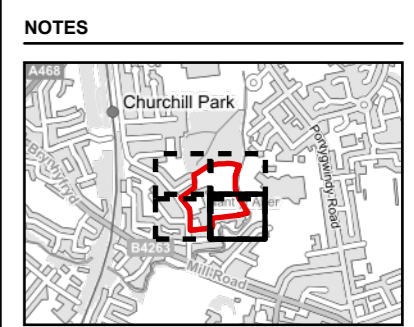 NOTES
A468
Churchill Park
Pontygwindy Road
B4263
Mill Road